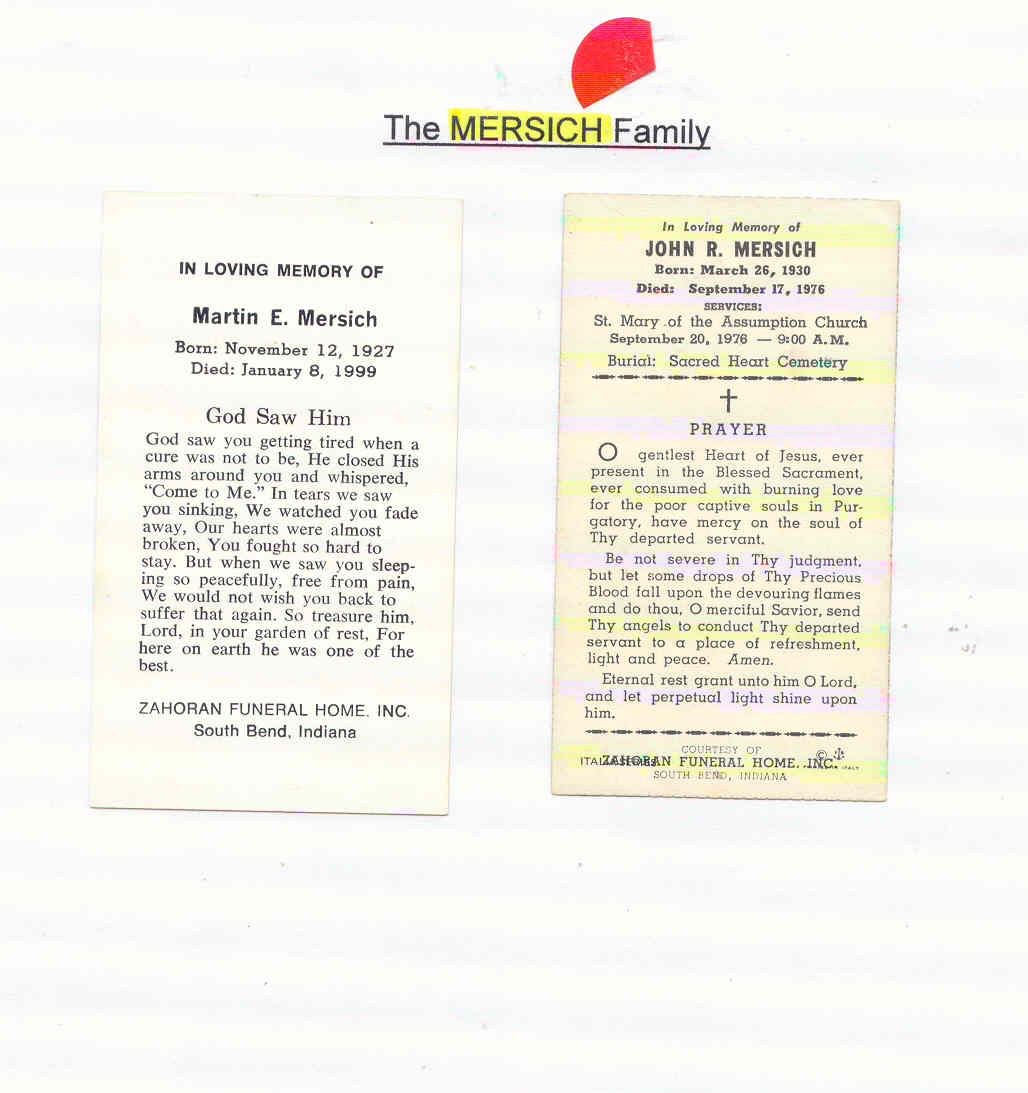 The MERSICH Family
IN LOVING MEMORY OF
Martin E. Mersich
Born: November 12, 1927
Died: January 8, 1999
God Saw Him
God saw you getting tired when a
cure was not to be, He closed His
arms around you and whispered,
“Come to Me.” In tears we saw
you sinking, We watched you fade
away, Our hearts were almost
broken, You fought so hard to
stay. But when we saw you sleep-
ing so peacefully, free from pain,
We would not wish you back to
suffer that again. So treasure him,
Lord, in your garden of rest, For
here on earth he was one of the
best.
ZAHORAN FUNERAL HOME. INC.
South Bend, Indiana
In Loving Memory of
JOHN R. MERSICH
Born: March 26, 1930
Died: September 17, 1976
SERVICES:
St. Mary of the Assumption Church
September 20, 1976 — 9:00 A.M.
Burial: Sacred Heart Cemetery
PRAYER
O gentlest Heart of Jesus, ever
present in the Blessed Sacrament,
ever consumed with burning love
for the poor captive souls in Pur-
gatory, have mercy on the soul of
Thy departed servant.
Be not severe in Thy judgment,
but let some drops of Thy Precious
Blood fall upon the devouring flames
and do thou, O merciful Savior, send
Thy angels to conduct Thy departed
servant to a place of refreshment,
light and peace. Amen.
Eternal rest grant unto him O Lord,
and let perpetual light shine upon
him.
COURTESY OF
ZAHORAN FUNERAL HOME. INC.
©
SOUTH BEND, INDIANA